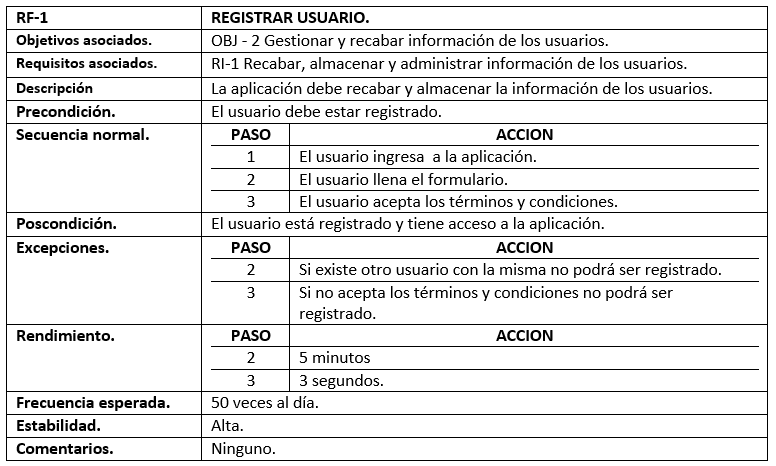 RF-1 REGISTRAR USUARIO.
Objetivos asociados. OBJ - 2 Gestionar y recabar información de los usuarios.
Requisitos asociados. RI-1 Recabar, almacenar y administrar información de los usuarios.
Descripción La aplicación debe recabar y almacenar la información de los usuarios.
Precondición. El usuario debe estar registrado.
Secuencia normal. PASO ACCION
1 El usuario ingresa a la aplicación.
2 El usuario llena el formulario.
3 El usuario acepta los términos y condiciones.
Poscondición. El usuario está registrado y tiene acceso a la aplicación.
Excepciones. PASO ACCION
2 Si existe otro usuario con la misma no podrá ser registrado.
3 Si no acepta los términos y condiciones no podrá ser
registrado.
Rendimiento. PASO ACCION
2 5 minutos
3 3 segundos.
Frecuencia esperada. 50 veces al día.
Estabilidad. Alta.
Comentarios. Ninguno.